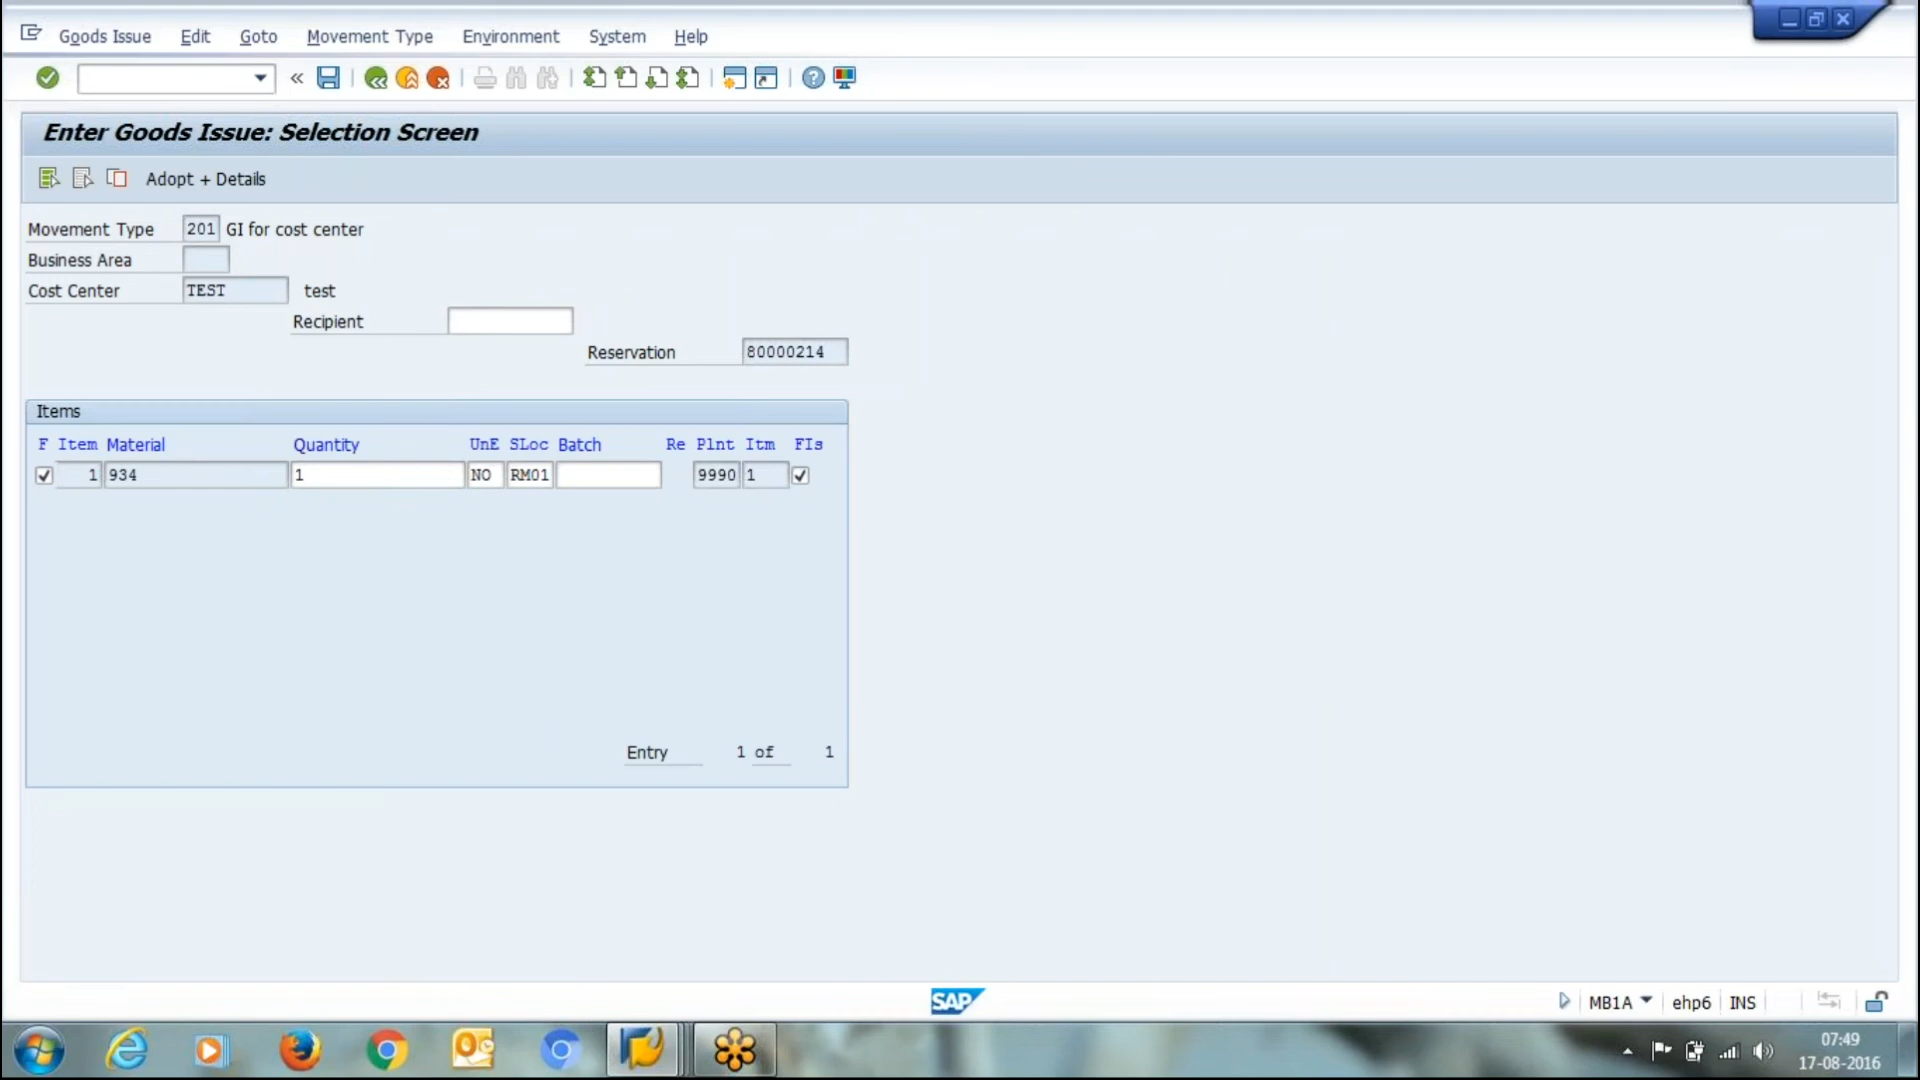 Goods Issue Edit Goto Movement Type Environment System Help
Enter Goods Issue: Selection Screen
Adopt + Details
Movement Type 201 GI for cost center
Business Area
Cost Center TEST test
Recipient
Reservation 80000214
Items
F Item Material Quantity UnE SLoc Batch Re Plnt Itm FIs
1 934 1 NO RM01 9990 1
Entry 1 of 1
SAP
MB1A ehp6 INS
07:49
17-08-2016